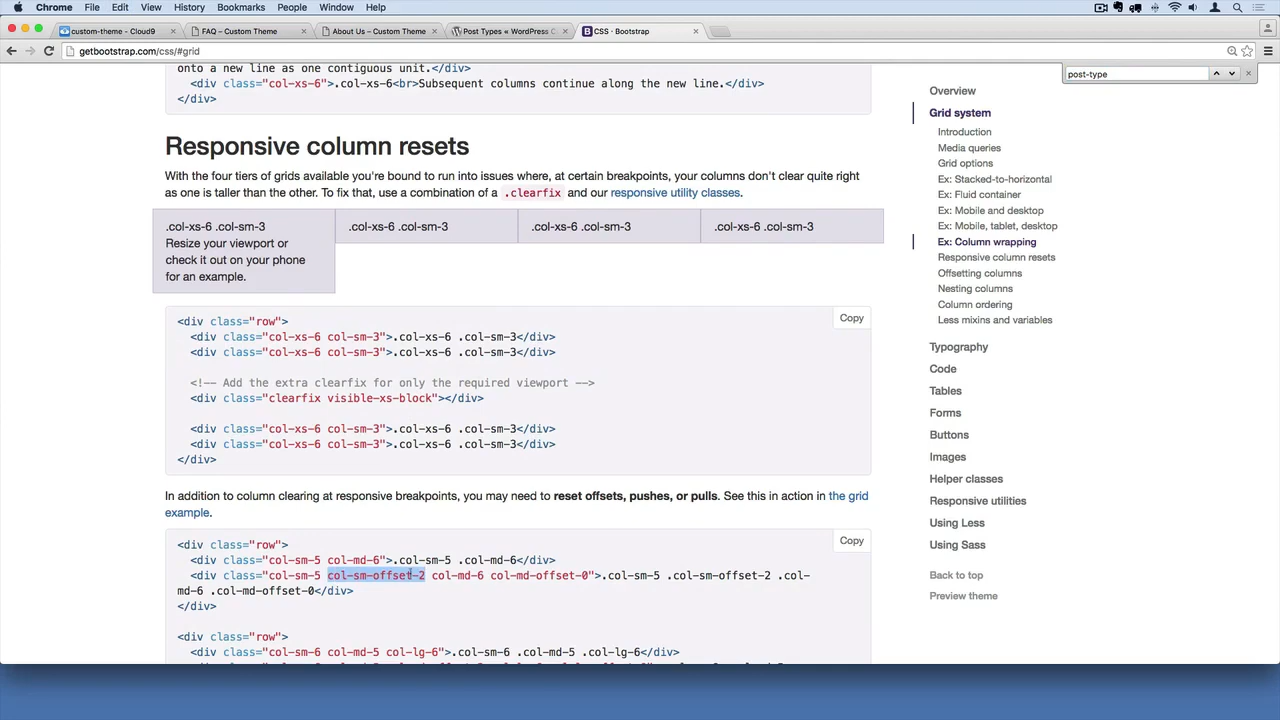 Chrome File Edit View History Bookmarks People Window Help
custom-theme - Cloud9 × FAQ – Custom Theme × About Us – Custom Theme × Post Types « WordPress C × CSS · Bootstrap ×
getbootstrap.com/css/#grid
post-type
onto a new line as one contiguous unit.</div>
<div class="col-xs-6">.col-xs-6<br>Subsequent columns continue along the new line.</div>
</div>
Responsive column resets
With the four tiers of grids available you're bound to run into issues where, at certain breakpoints, your columns don't clear quite right
as one is taller than the other. To fix that, use a combination of a .clearfix and our responsive utility classes.
.col-xs-6 .col-sm-3
Resize your viewport or
check it out on your phone
for an example.
.col-xs-6 .col-sm-3
.col-xs-6 .col-sm-3
.col-xs-6 .col-sm-3
Copy
<div class="row">
<div class="col-xs-6 col-sm-3">.col-xs-6 .col-sm-3</div>
<div class="col-xs-6 col-sm-3">.col-xs-6 .col-sm-3</div>
<!-- Add the extra clearfix for only the required viewport -->
<div class="clearfix visible-xs-block"></div>
<div class="col-xs-6 col-sm-3">.col-xs-6 .col-sm-3</div>
<div class="col-xs-6 col-sm-3">.col-xs-6 .col-sm-3</div>
</div>
In addition to column clearing at responsive breakpoints, you may need to reset offsets, pushes, or pulls. See this in action in the grid
example.
Copy
<div class="row">
<div class="col-sm-5 col-md-6">.col-sm-5 .col-md-6</div>
<div class="col-sm-5 col-sm-offset-2 col-md-6 col-md-offset-0">.col-sm-5 .col-sm-offset-2 .col-
md-6 .col-md-offset-0</div>
</div>
<div class="row">
<div class="col-sm-6 col-md-5 col-lg-6">.col-sm-6 .col-md-5 .col-lg-6</div>
Overview
Grid system
Introduction
Media queries
Grid options
Ex: Stacked-to-horizontal
Ex: Fluid container
Ex: Mobile and desktop
Ex: Mobile, tablet, desktop
Ex: Column wrapping
Responsive column resets
Offsetting columns
Nesting columns
Column ordering
Less mixins and variables
Typography
Code
Tables
Forms
Buttons
Images
Helper classes
Responsive utilities
Using Less
Using Sass
Back to top
Preview theme